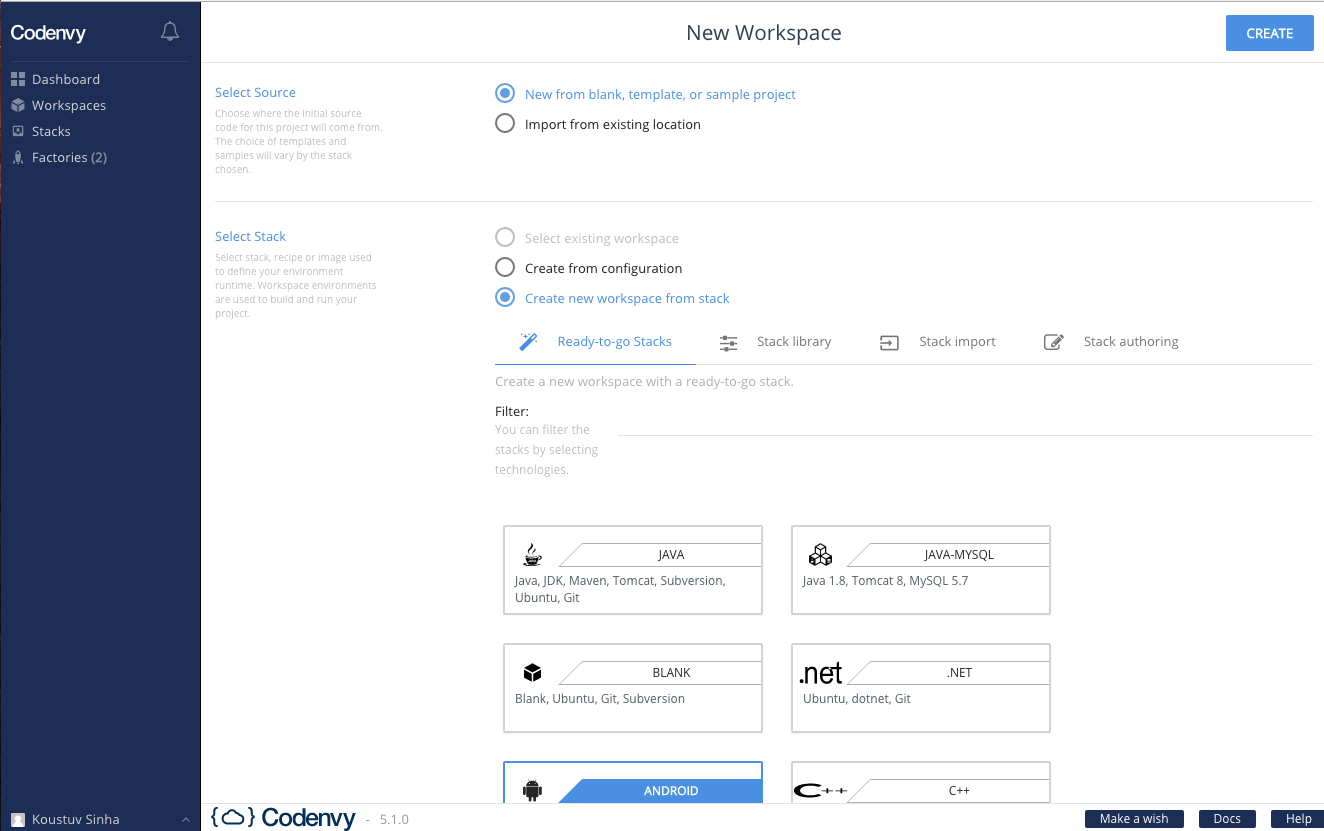 Codenvy
Dashboard
Workspaces
Stacks
Factories (2)
Koustuv Sinha
New Workspace
CREATE
Select Source
Choose where the initial source
code for this project will come from.
The choice of templates and
samples will vary by the stack
chosen.
New from blank, template, or sample project
Import from existing location
Select Stack
Select stack, recipe or image used
to define your environment
runtime. Workspace environments
are used to build and run your
project.
Select existing workspace
Create from configuration
Create new workspace from stack
Ready-to-go Stacks
Stack library
Stack import
Stack authoring
Create a new workspace with a ready-to-go stack.
Filter:
You can filter the
stacks by selecting
technologies.
JAVA
Java, JDK, Maven, Tomcat, Subversion,
Ubuntu, Git
JAVA-MYSQL
Java 1.8, Tomcat 8, MySQL 5.7
BLANK
Blank, Ubuntu, Git, Subversion
.net
.NET
Ubuntu, dotnet, Git
ANDROID
C++
C++
{ } Codenvy - 5.1.0
Make a wish
Docs
Help